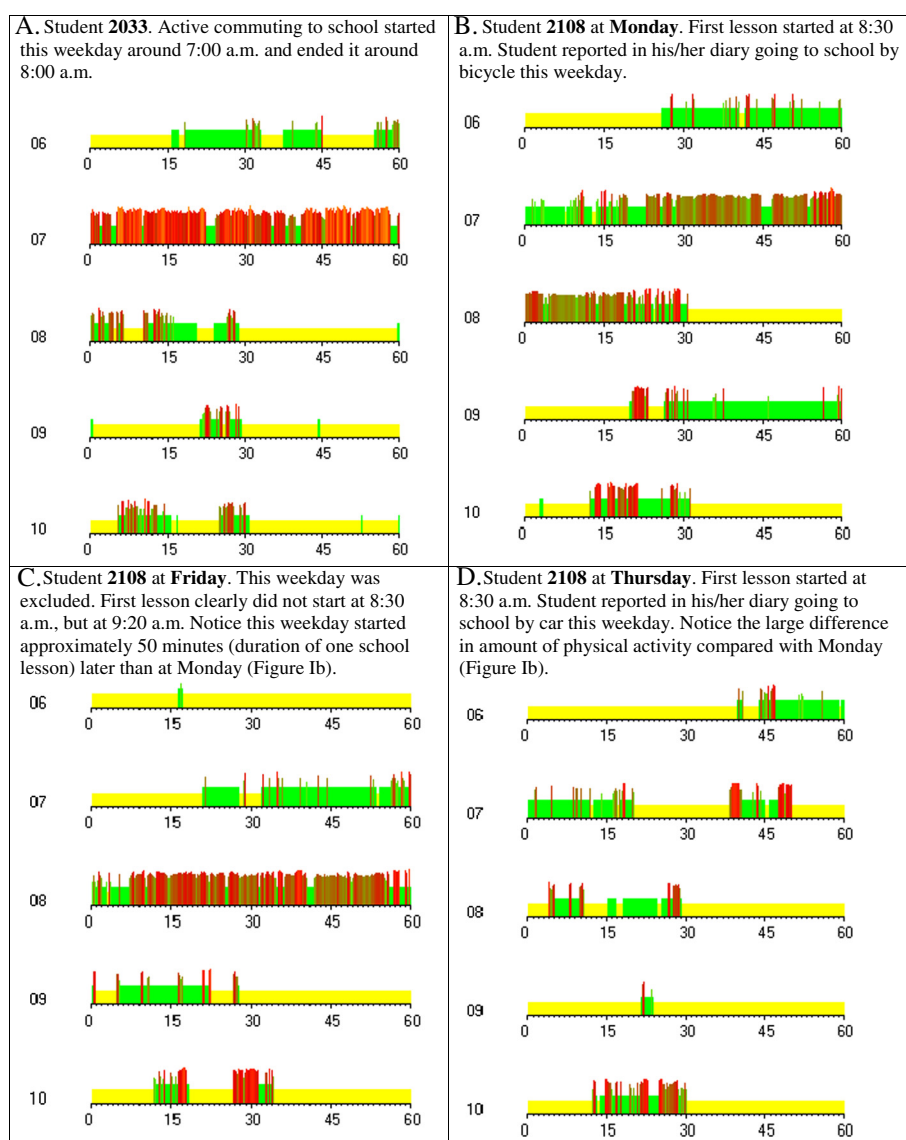 A. Student 2033. Active commuting to school started
this weekday around 7:00 a.m. and ended it around
8:00 a.m.
06
0 15 30 45 60
07
0 15 30 45 60
08
0 15 30 45 60
09
0 15 30 45 60
10
0 15 30 45 60
B. Student 2108 at Monday. First lesson started at 8:30
a.m. Student reported in his/her diary going to school by
bicycle this weekday.
06
0 15 30 45 60
07
0 15 30 45 60
08
0 15 30 45 60
09
0 15 30 45 60
10
0 15 30 45 60
C. Student 2108 at Friday. This weekday was
excluded. First lesson clearly did not start at 8:30
a.m., but at 9:20 a.m. Notice this weekday started
approximately 50 minutes (duration of one school
lesson) later than at Monday (Figure Ib).
06
0 15 30 45 60
07
0 15 30 45 60
08
0 15 30 45 60
09
0 15 30 45 60
10
0 15 30 45 60
D. Student 2108 at Thursday. First lesson started at
8:30 a.m. Student reported in his/her diary going to
school by car this weekday. Notice the large difference
in amount of physical activity compared with Monday
(Figure Ib).
06
0 15 30 45 60
07
0 15 30 45 60
08
0 15 30 45 60
09
0 15 30 45 60
10
0 15 30 45 60